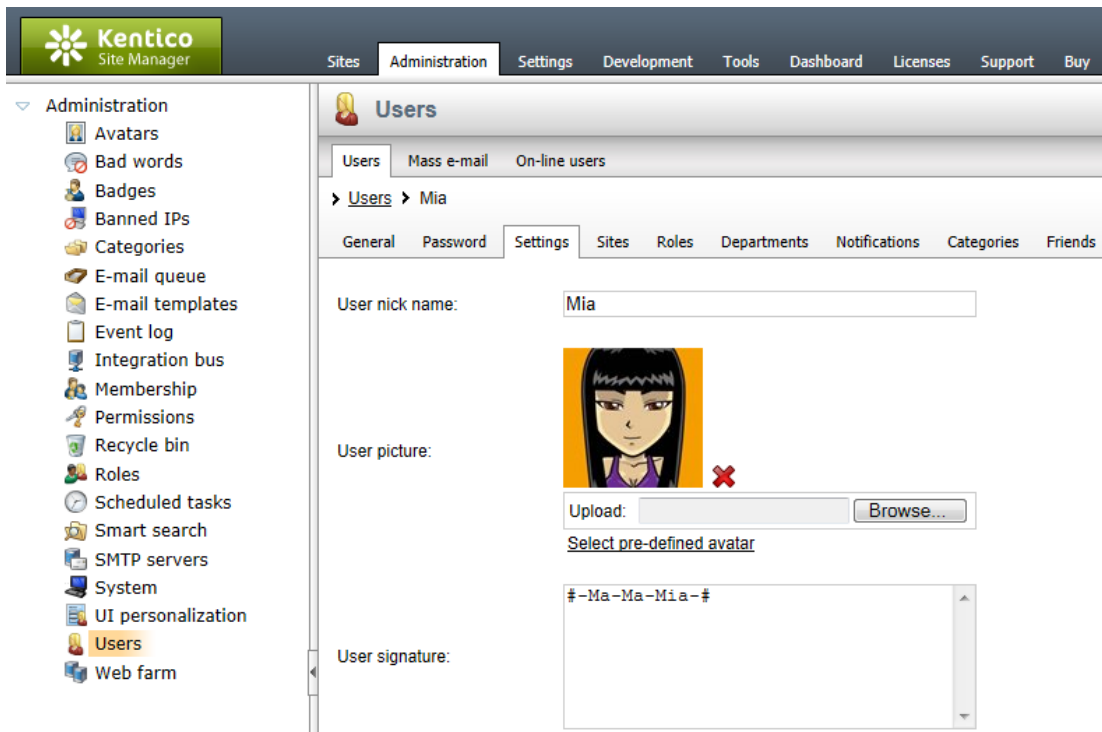 Kentico
Site Manager
Sites Administration Settings Development Tools Dashboard Licenses Support Buy
Administration
Avatars
Bad words
Badges
Banned IPs
Categories
E-mail queue
E-mail templates
Event log
Integration bus
Membership
Permissions
Recycle bin
Roles
Scheduled tasks
Smart search
SMTP servers
System
UI personalization
Users
Web farm
Users
Users Mass e-mail On-line users
Users Mia
General Password Settings Sites Roles Departments Notifications Categories Friends
User nick name: Mia
User picture:
Upload: Browse...
Select pre-defined avatar
User signature: #-Ma-Ma-Mia-#